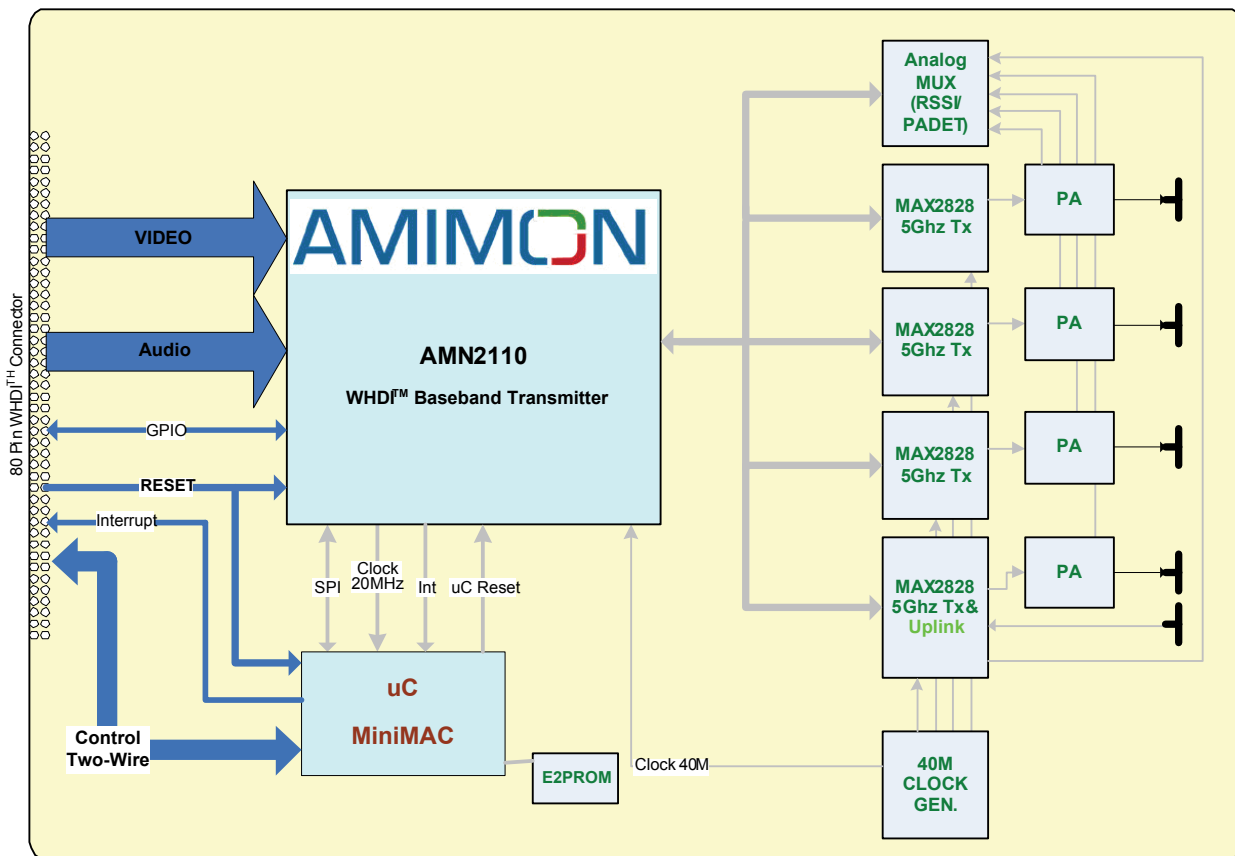 80 Pin WHDI™ Connector
VIDEO
Audio
GPIO
RESET
Interrupt
Control
Two-Wire
AMIMON
AMN2110
WHDI™ Baseband Transmitter
SPI
Clock
20MHz
Int
uC Reset
uC
MiniMAC
E2PROM
Clock 40M
Analog
MUX
(RSSI/
PADET)
MAX2828
5Ghz Tx
PA
MAX2828
5Ghz Tx
PA
MAX2828
5Ghz Tx
PA
MAX2828
5Ghz Tx&
Uplink
PA
40M
CLOCK
GEN.